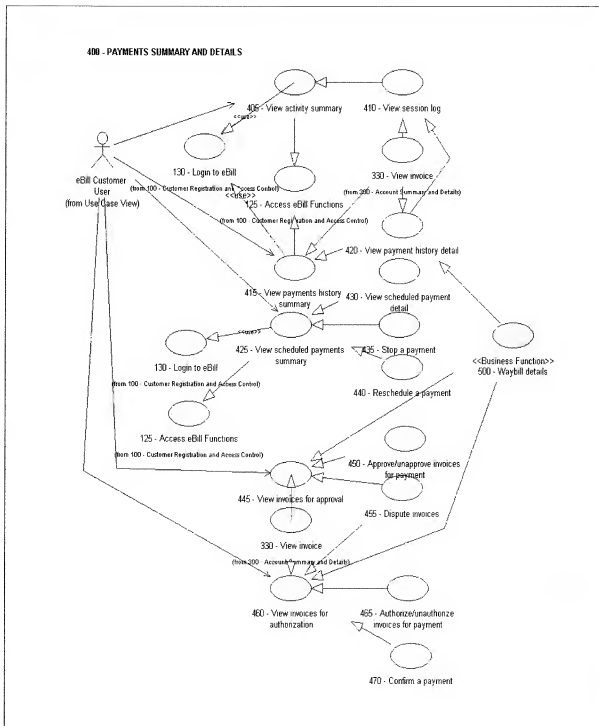 400 - PAYMENTS SUMMARY AND DETAILS
405 - View activity summary
410 - View session log
<<use>>
130 - Login to eBill
330 - View invoice
eBill Customer
User
(from Use Case View)
(from 100 - Customer Registration and Access Control)
(from 300 - Account Summary and Details)
<<use>>
125 - Access eBill Functions
(from 100 - Customer Registration and Access Control)
420 - View payment history detail
415 - View payments history
summary
430 - View scheduled payment
detail
<<use>>
130 - Login to eBill
425 - View scheduled payments
summary
435 - Stop a payment
<<Business Function>>
500 - Waybill details
(from 100 - Customer Registration and Access Control)
440 - Reschedule a payment
125 - Access eBill Functions
(from 100 - Customer Registration and Access Control)
450 - Approve/unapprove invoices
for payment
445 - View invoices for approval
455 - Dispute invoices
330 - View invoice
(from 300 - Account Summary and Details)
460 - View invoices for
authorization
465 - Authorize/unauthorize
invoices for payment
470 - Confirm a payment